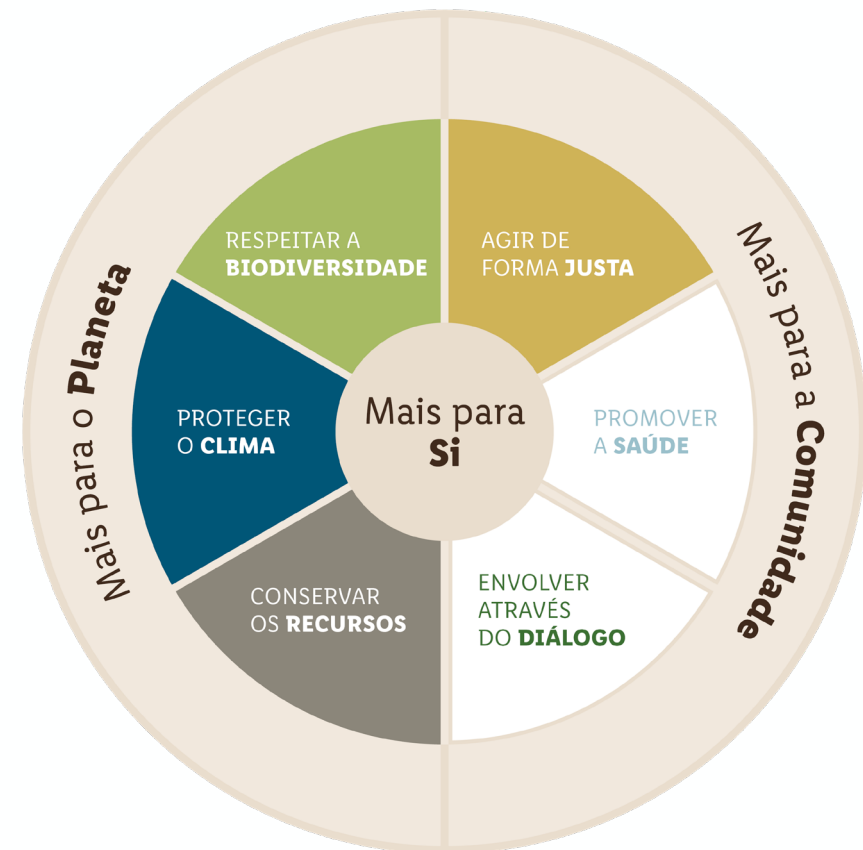 RESPEITAR A
BIODIVERSIDADE
AGIR DE
FORMA JUSTA
Mais para o Planeta
PROTEGER
O CLIMA
Mais para
Si
PROMOVER
A SAÚDE
Mais para a Comunidade
CONSERVAR
OS RECURSOS
ENVOLVER
ATRAVÉS
DO DIÁLOGO